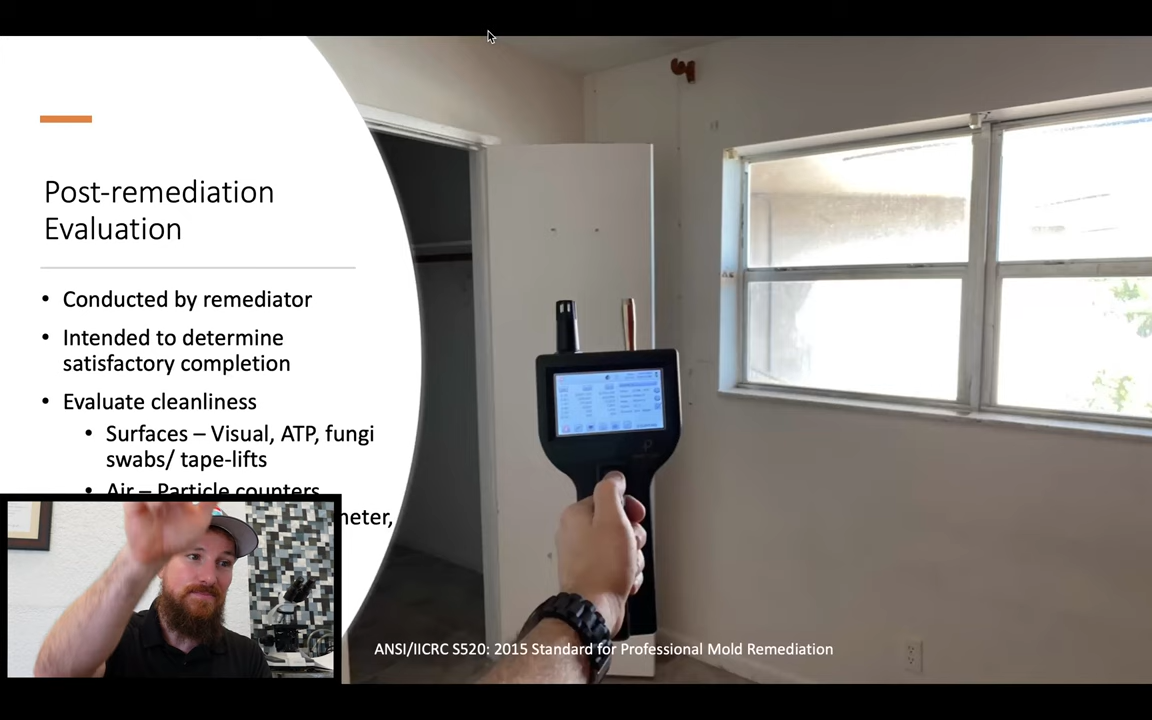 Post-remediation
Evaluation
• Conducted by remediator
• Intended to determine
satisfactory completion
• Evaluate cleanliness
• Surfaces – Visual, ATP, fungi
swabs/ tape-lifts
• Air – Particle counters
meter,
ANSI/IICRC S520: 2015 Standard for Professional Mold Remediation